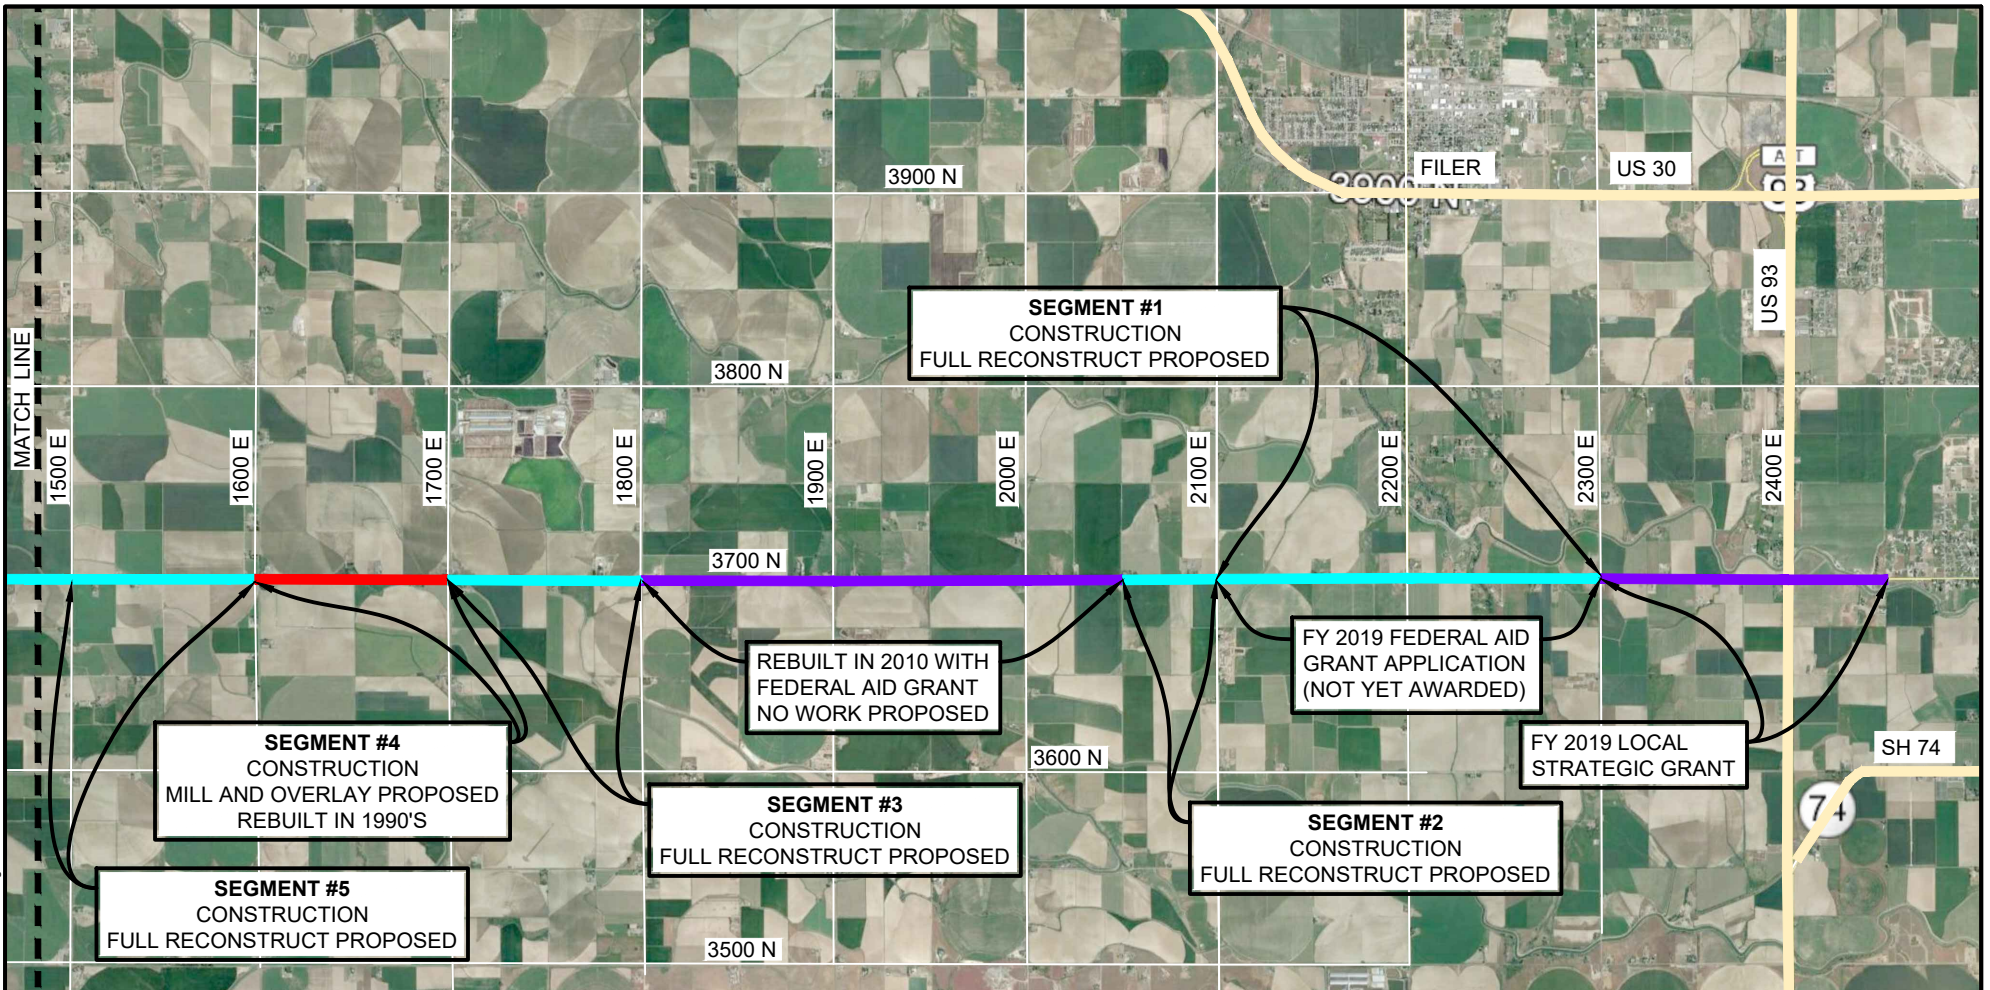 FILER
US 30
3900 N
3900 N
ALT
93
US 93
SEGMENT #1
CONSTRUCTION
FULL RECONSTRUCT PROPOSED
3800 N
MATCH LINE
1500 E
1600 E
1700 E
1800 E
1900 E
2000 E
2100 E
2200 E
2300 E
2400 E
3700 N
REBUILT IN 2010 WITH
FEDERAL AID GRANT
NO WORK PROPOSED
FY 2019 FEDERAL AID
GRANT APPLICATION
(NOT YET AWARDED)
FY 2019 LOCAL
STRATEGIC GRANT
SH 74
74
3600 N
SEGMENT #4
CONSTRUCTION
MILL AND OVERLAY PROPOSED
REBUILT IN 1990'S
SEGMENT #3
CONSTRUCTION
FULL RECONSTRUCT PROPOSED
SEGMENT #2
CONSTRUCTION
FULL RECONSTRUCT PROPOSED
SEGMENT #5
CONSTRUCTION
FULL RECONSTRUCT PROPOSED
3500 N